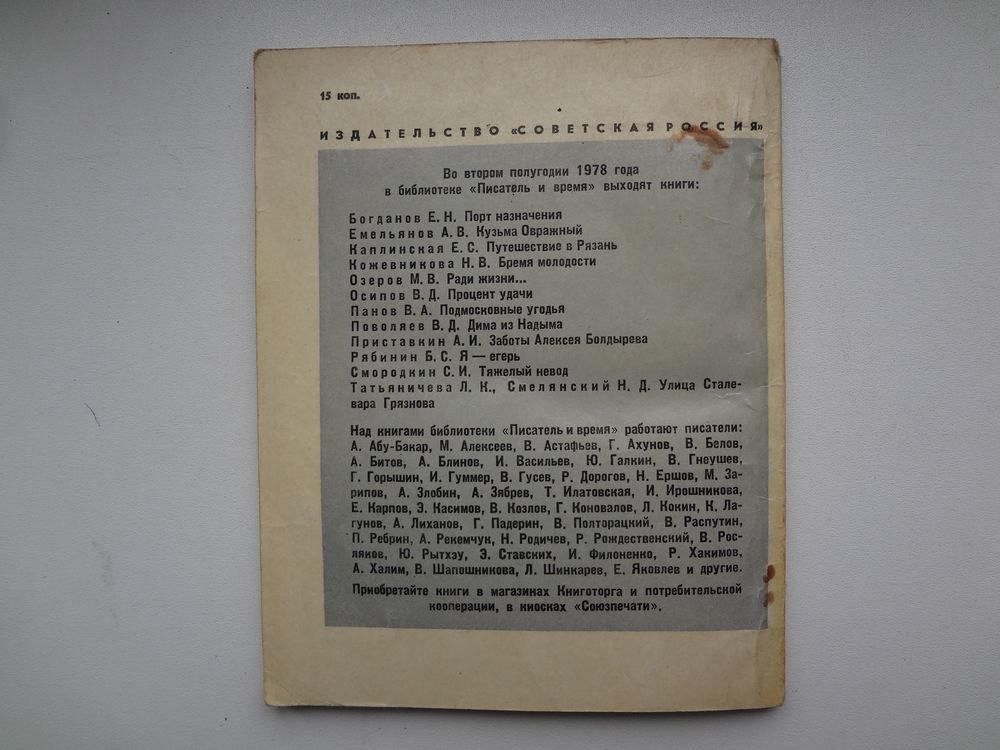 15 коп.
ИЗДАТЕЛЬСТВО «СОВЕТСКАЯ РОССИЯ»
Во втором полугодии 1978 года
в библиотеке «Писатель и время» выходят книги:
Богданов Е. Н. Порт назначения
Емельянов А. В. Кузьма Овражный
Каплинская Е. С. Путешествие в Рязань
Кожевникова Н. В. Бремя молодости
Озеров М. В. Ради жизни...
Осипов В. Д. Процент удачи
Панов В. А. Подмосковные угодья
Поволяев В. Д. Дима из Надыма
Приставкин А. И. Заботы Алексея Болдырева
Рябинин Б. С. Я — егерь
Смородкин С. И. Тяжелый невод
Татьяничева Л. К., Смелянский Н. Д. Улица Стале-
вара Грязнова
Над книгами библиотеки «Писатель и время» работают писатели:
А. Абу-Бакар, М. Алексеев, В. Астафьев, Г. Ахунов, В. Белов,
А. Битов, А. Блинов, И. Васильев, Ю. Галкин, В. Гнеушев,
Г. Горышин, И. Гуммер, В. Гусев, Р. Дорогов, Н. Ершов, М. За-
рипов, А. Злобин, А. Зябрев, Т. Илатовская, И. Ирошникова,
Е. Карпов, Э. Касимов, В. Козлов, Г. Коновалов, Л. Кокин, К. Ла-
гунов, А. Лиханов, Г. Падерин, В. Полторацкий, В. Распутин,
П. Ребрин, А. Рекемчук, Н. Родичев, Р. Рождественский, В. Рос-
ляков, Ю. Рытхэу, Э. Ставских, И. Филоненко, Р. Хакимов,
А. Халим, В. Шапошникова, Л. Шинкарев, Е. Яковлев и другие.
Приобретайте книги в магазинах Книготорга и потребительской
кооперации, в киосках «Союзпечати».